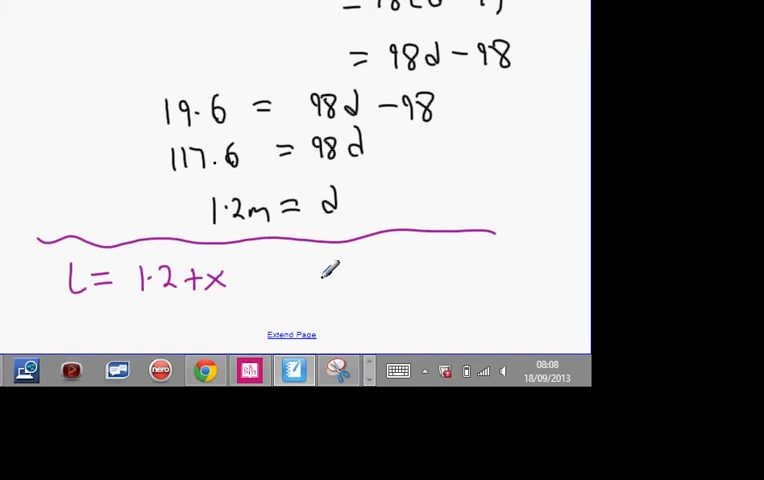 = 98d - 98
19.6 = 98d - 98
117.6 = 98d
1.2m = d
L = 1.2 + x
Extend Page
nero
08:08
18/09/2013